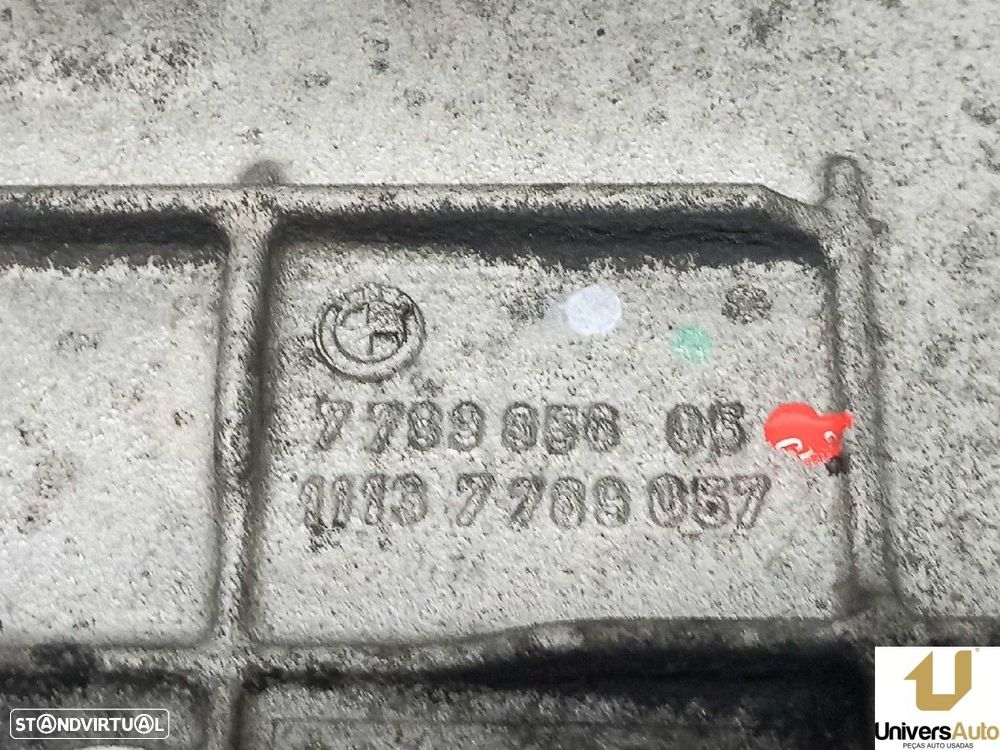 7 789 056 05
1113 7 789 057
STANDVIRTUAL
UniversAuto
PEÇAS AUTO USADAS